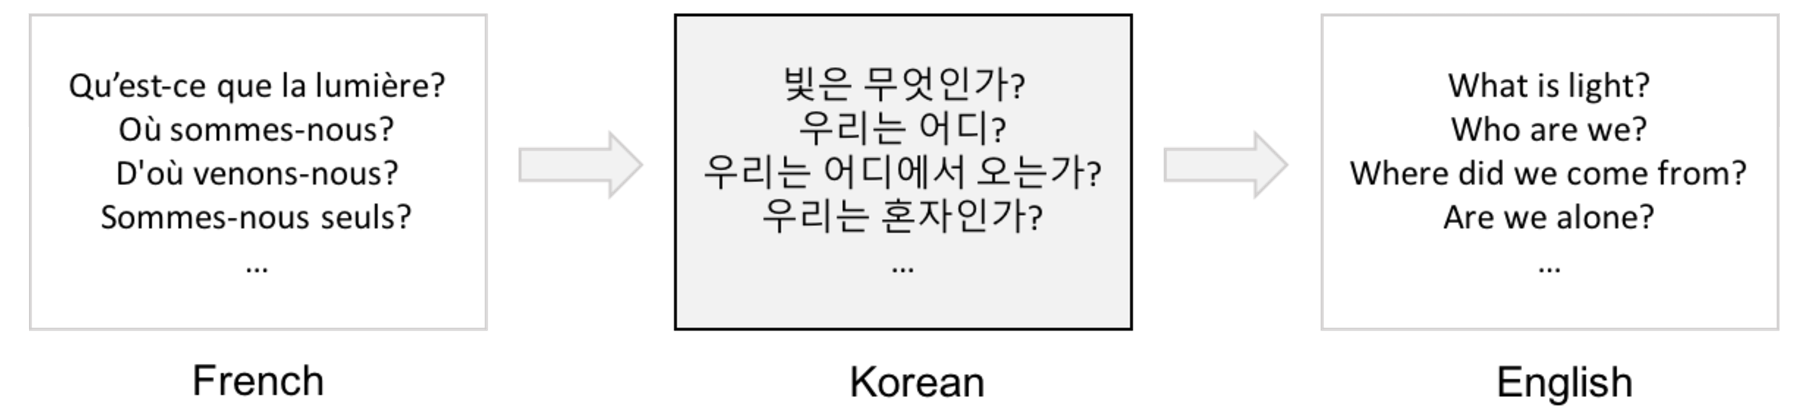 Qu’est-ce que la lumière?
Où sommes-nous?
D'où venons-nous?
Sommes-nous seuls?
...
French
빛은 무엇인가?
우리는 어디?
우리는 어디에서 오는가?
우리는 혼자인가?
...
Korean
What is light?
Who are we?
Where did we come from?
Are we alone?
...
English